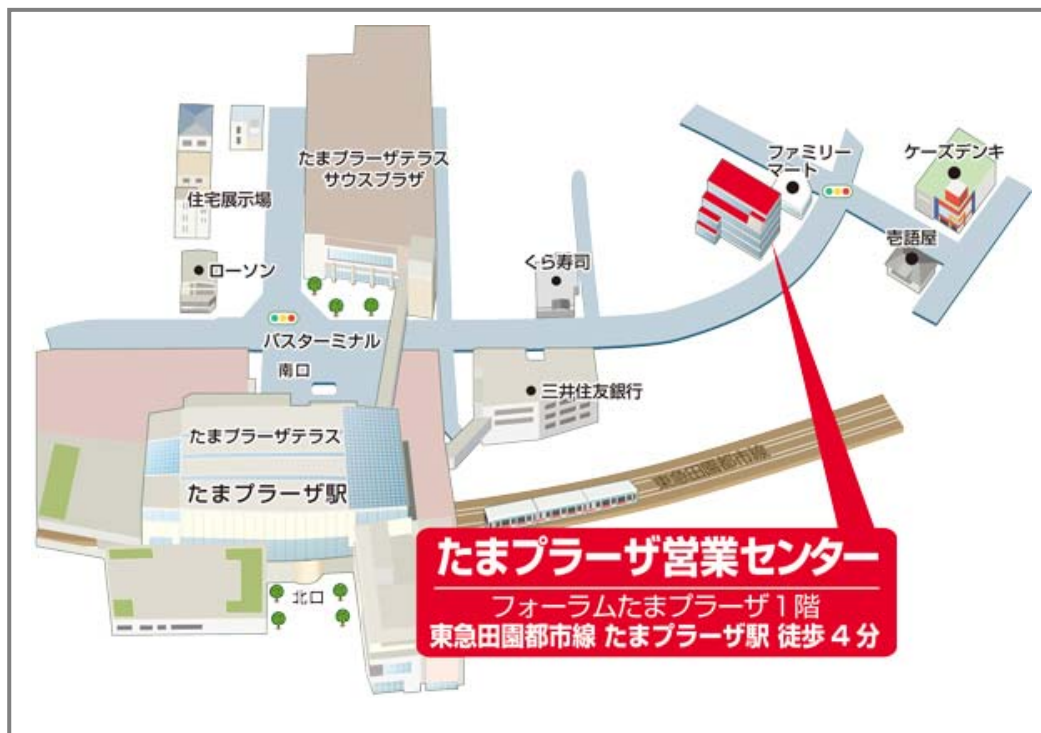 たまプラーザテラス
サウスプラザ
ファミリー
マート
ケーズデンキ
住宅展示場
壱語屋
ローソン
くら寿司
バスターミナル
南口
三井住友銀行
たまプラーザテラス
東急田園都市線
たまプラーザ駅
たまプラーザ営業センター
フォーラムたまプラーザ1階
東急田園都市線 たまプラーザ駅 徒歩4分
北口